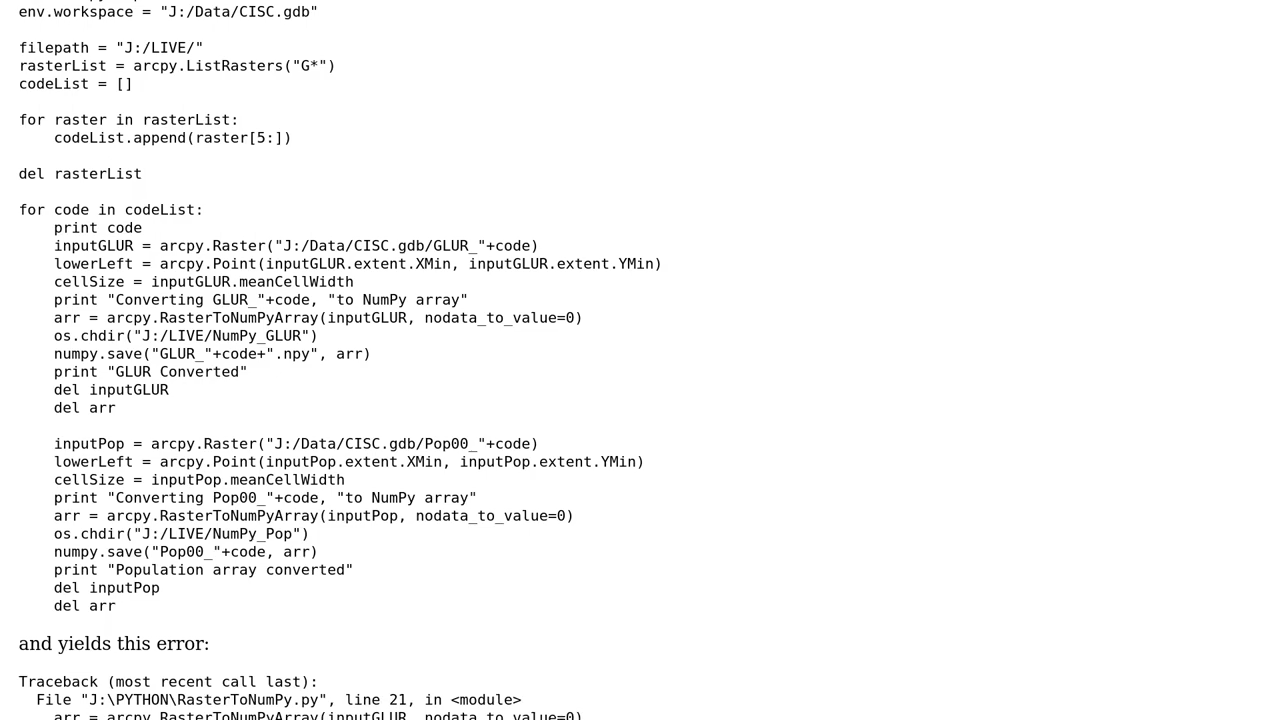 env.workspace = "J:/Data/CISC.gdb"

filepath = "J:/LIVE/"
rasterList = arcpy.ListRasters("G*")
codeList = []

for raster in rasterList:
    codeList.append(raster[5:])

del rasterList

for code in codeList:
    print code
    inputGLUR = arcpy.Raster("J:/Data/CISC.gdb/GLUR_"+code)
    lowerLeft = arcpy.Point(inputGLUR.extent.XMin, inputGLUR.extent.YMin)
    cellSize = inputGLUR.meanCellWidth
    print "Converting GLUR_"+code, "to NumPy array"
    arr = arcpy.RasterToNumPyArray(inputGLUR, nodata_to_value=0)
    os.chdir("J:/LIVE/NumPy_GLUR")
    numpy.save("GLUR_"+code+".npy", arr)
    print "GLUR Converted"
    del inputGLUR
    del arr

    inputPop = arcpy.Raster("J:/Data/CISC.gdb/Pop00_"+code)
    lowerLeft = arcpy.Point(inputPop.extent.XMin, inputPop.extent.YMin)
    cellSize = inputPop.meanCellWidth
    print "Converting Pop00_"+code, "to NumPy array"
    arr = arcpy.RasterToNumPyArray(inputPop, nodata_to_value=0)
    os.chdir("J:/LIVE/NumPy_Pop")
    numpy.save("Pop00_"+code, arr)
    print "Population array converted"
    del inputPop
    del arr

and yields this error:

Traceback (most recent call last):
  File "J:\PYTHON\RasterToNumPy.py", line 21, in <module>
    arr = arcpy.RasterToNumPyArray(inputGLUR, nodata_to_value=0)